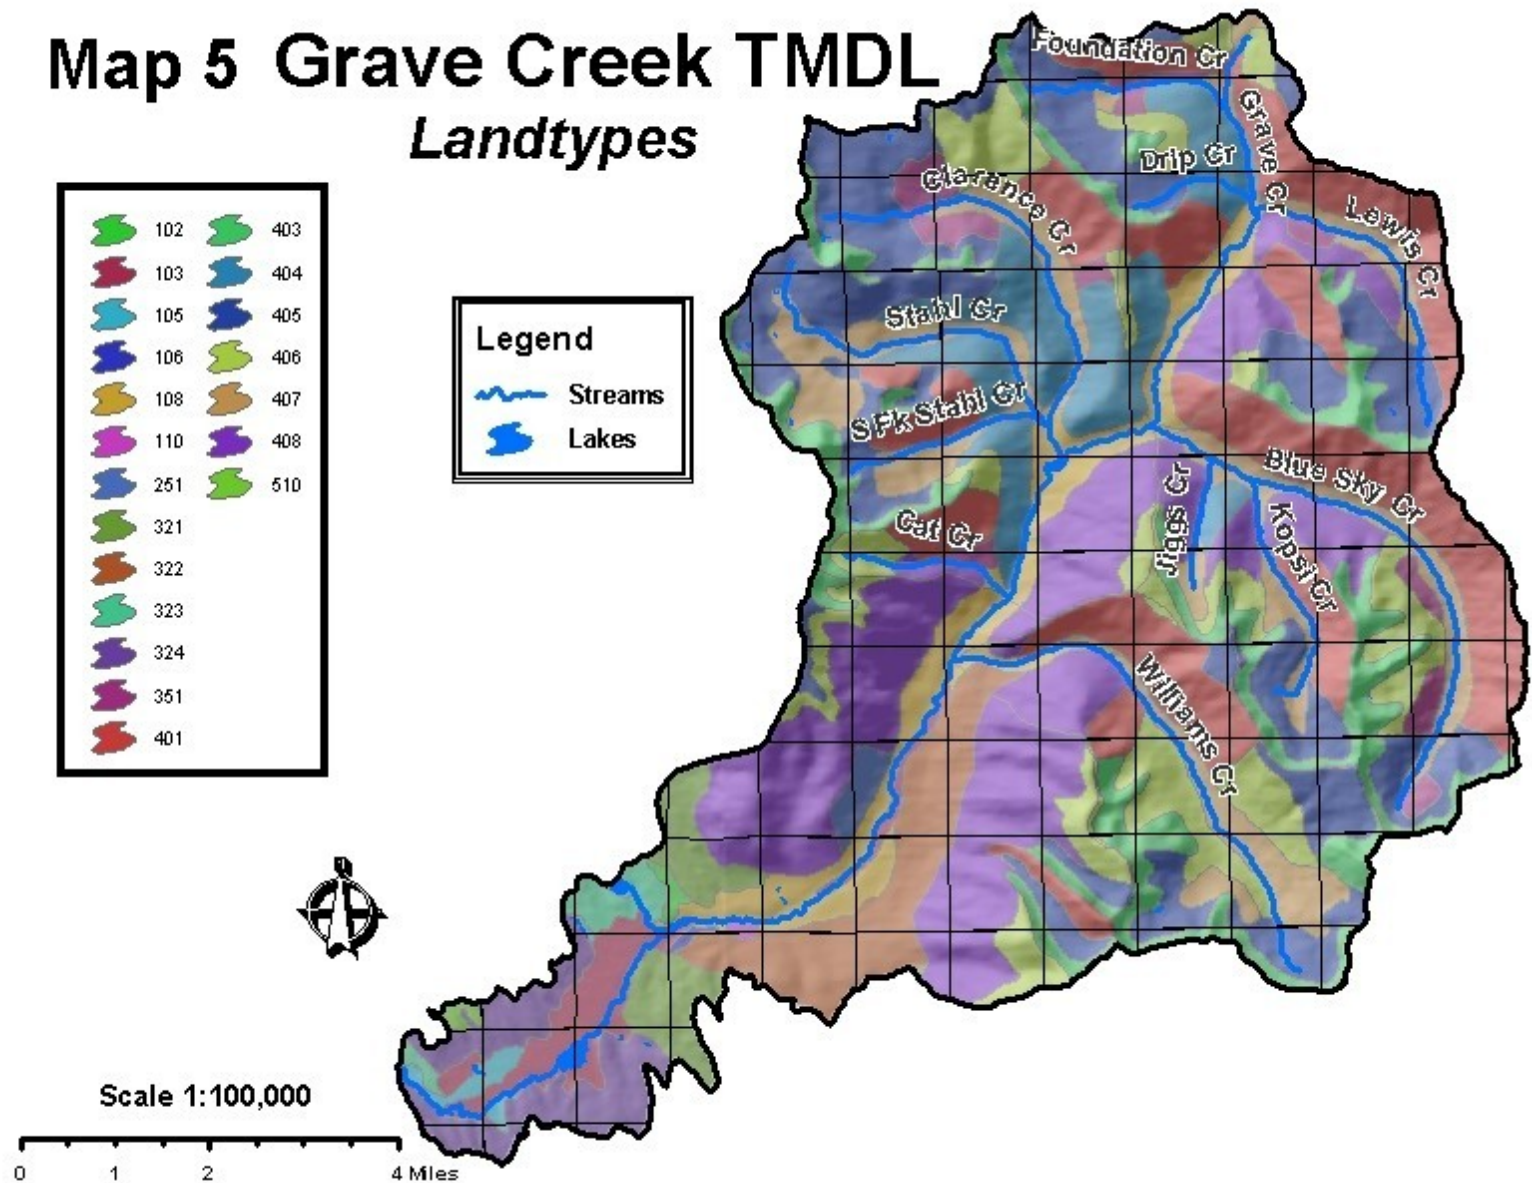 Map 5 Grave Creek TMDL
Landtypes
102 403
103 404
105 405
106 406
108 407
110 408
251 510
321
322
323
324
351
401
Legend
Streams
Lakes
Foundation Cr
Grave Cr
Drip Cr
Clarence Cr
Lewis Cr
Stahl Cr
S Fk Stahl Cr
Blue Sky Cr
Jiggs Cr
Kopsi Cr
Cat Cr
Williams Cr
Scale 1:100,000
0 1 2 4 Miles